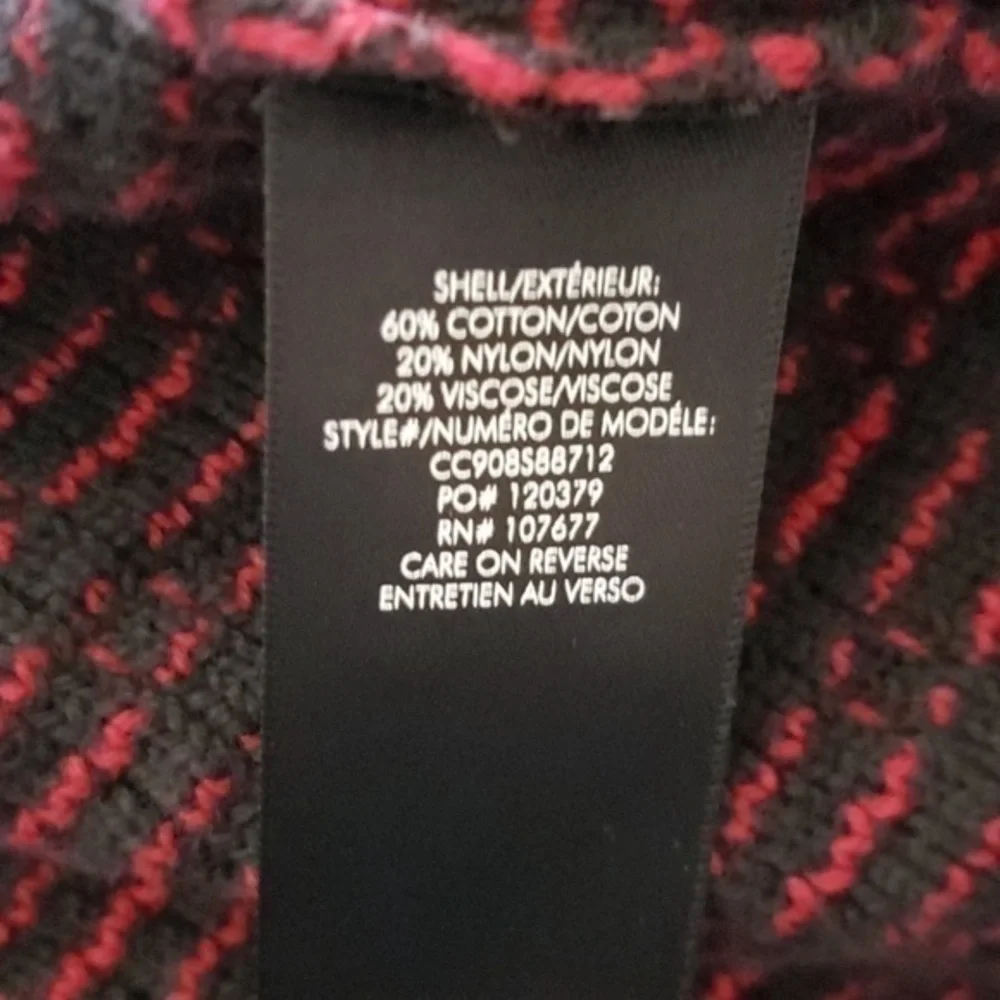 SHELL/EXTÉRIEUR:
60% COTTON/COTON
20% NYLON/NYLON
20% VISCOSE/VISCOSE
STYLE#/NUMÉRO DE MODÉLE:
CC908S88712
PO# 120379
RN# 107677
CARE ON REVERSE
ENTRETIEN AU VERSO